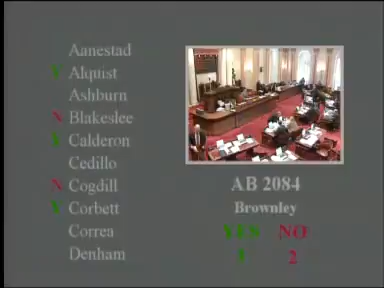 Aanestad
Y Alquist
Ashburn
N Blakeslee
Y Calderon
Cedillo
N Cogdill
Y Corbett
Correa
Denham
AB 2084
Brownley
YES NO
3 2